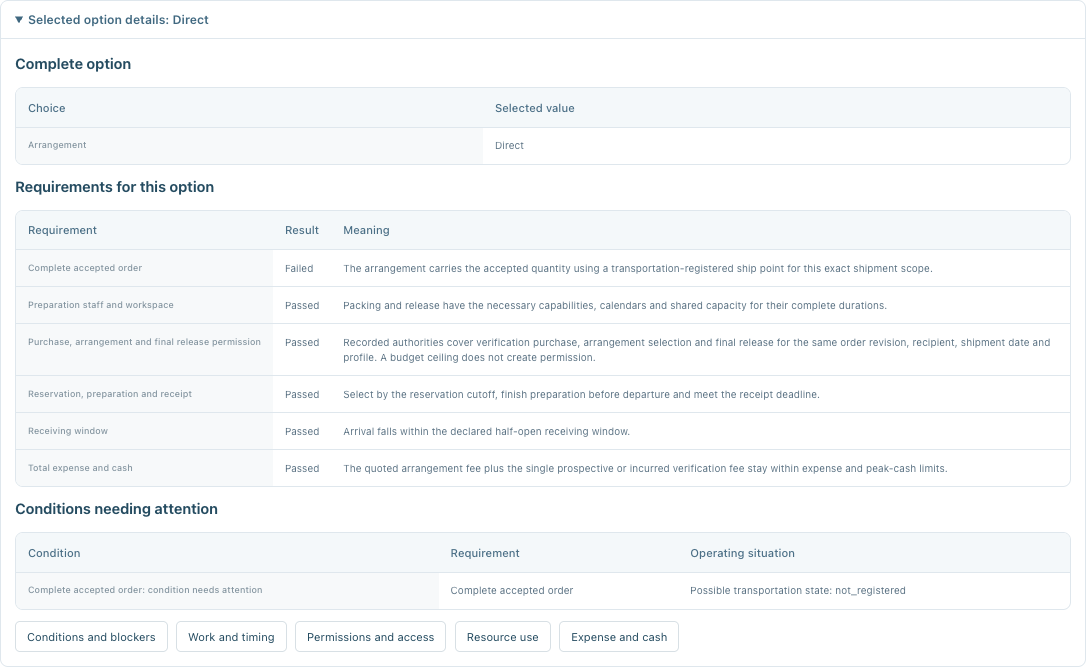 ▼ Selected option details: Direct
Complete option
Choice Selected value
Arrangement Direct
Requirements for this option
Requirement Result Meaning
Complete accepted order Failed The arrangement carries the accepted quantity using a transportation-registered ship point for this exact shipment scope.
Preparation staff and workspace Passed Packing and release have the necessary capabilities, calendars and shared capacity for their complete durations.
Purchase, arrangement and final release permission Passed Recorded authorities cover verification purchase, arrangement selection and final release for the same order revision, recipient, shipment date and
profile. A budget ceiling does not create permission.
Reservation, preparation and receipt Passed Select by the reservation cutoff, finish preparation before departure and meet the receipt deadline.
Receiving window Passed Arrival falls within the declared half-open receiving window.
Total expense and cash Passed The quoted arrangement fee plus the single prospective or incurred verification fee stay within expense and peak-cash limits.
Conditions needing attention
Condition Requirement Operating situation
Complete accepted order: condition needs attention Complete accepted order Possible transportation state: not_registered
Conditions and blockers Work and timing Permissions and access Resource use Expense and cash